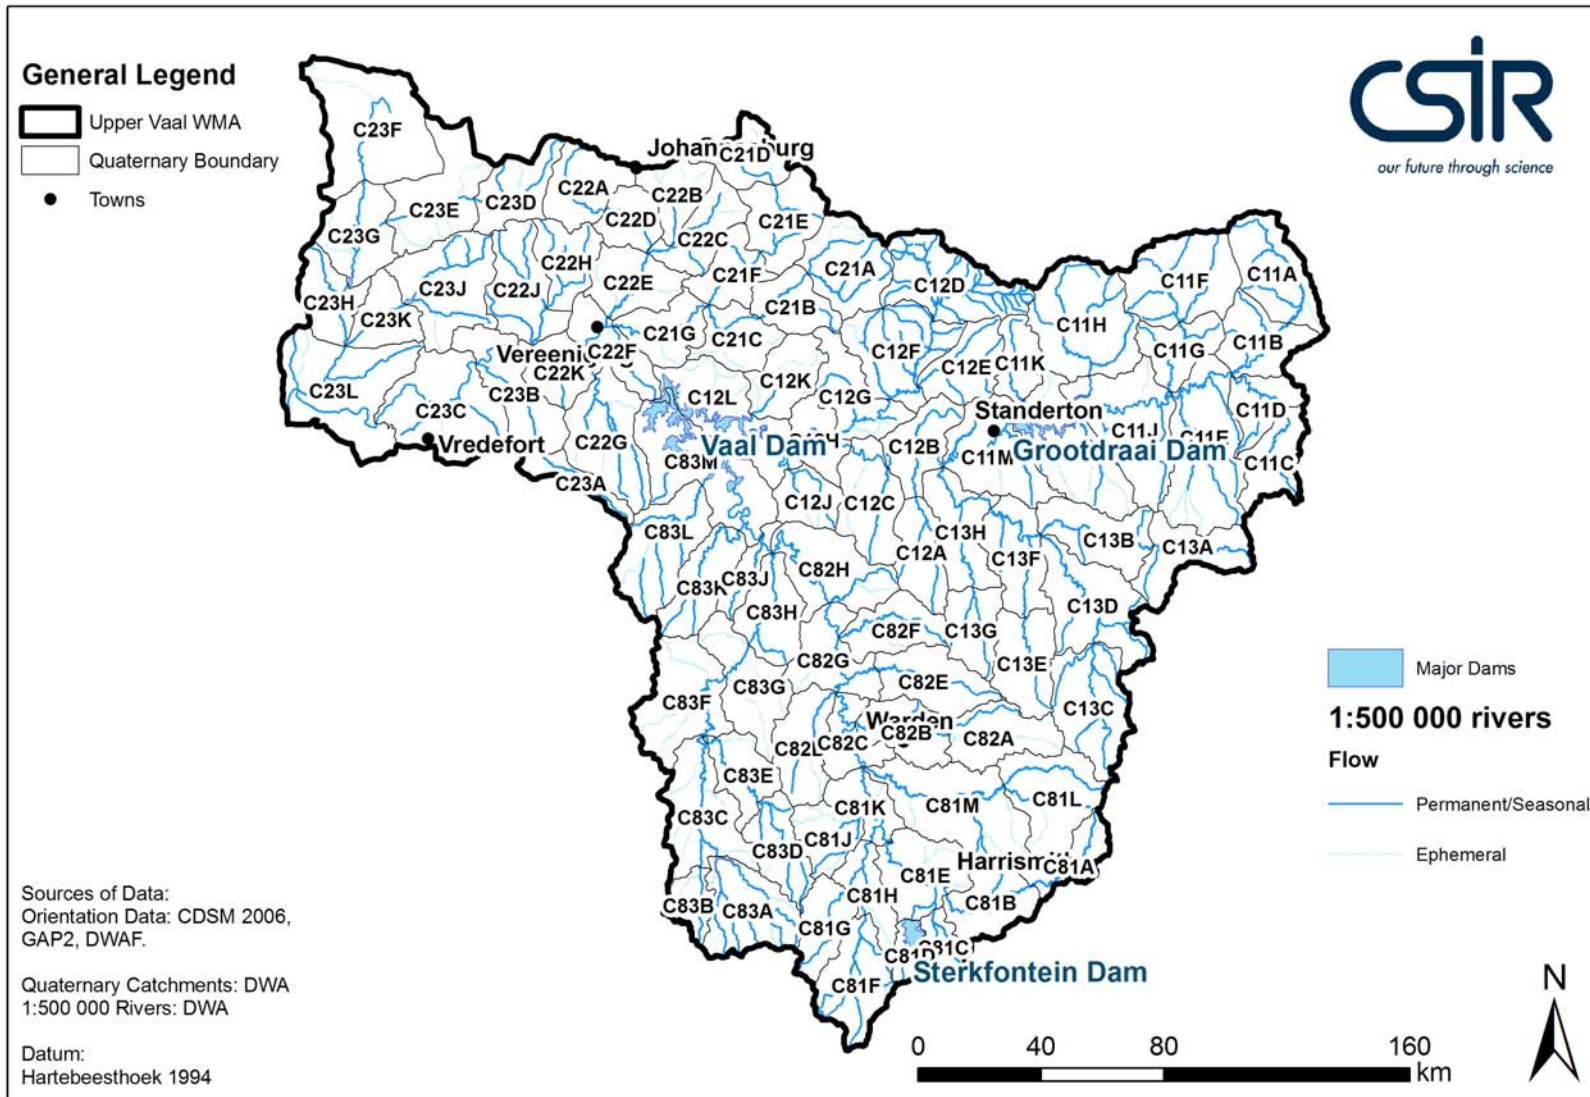 General Legend
Upper Vaal WMA
Quaternary Boundary
Towns
CSIR
our future through science
Johannesburg
C23F
C21D
C22A
C22B
C23D
C23E
C22D
C21E
C23G
C22C
C22H
C21A
C21F
C11F
C11A
C22E
C12D
C23J
C22J
C23H
C21B
C23K
C11H
C21G
C21C
C11B
C12F
C11G
Vereeniging
C22F
C22K
C12E
C11K
C12K
C23L
C23B
C12L
C12G
C23C
Standerton
C11D
C11J
C11E
Vredefort
C22G
Vaal Dam
C12H
C12B
C11M
Grootdraai Dam
C83M
C11C
C23A
C12J
C12C
C83L
C13H
C13B
C13A
C12A
C13F
C82H
C83J
C83K
C83H
C13D
C82F
C13G
C82G
C13E
C83G
C82E
C83F
C13C
Warden
C82B
C82C
C82A
C83E
C81M
C81L
C81K
C83C
C81J
C83D
Harrismith
C81A
C81E
C81H
C81B
C83B
C83A
C81G
C81C
C81D
Sterkfontein Dam
C81F
Major Dams
1:500 000 rivers
Flow
Permanent/Seasonal
Ephemeral
Sources of Data:
Orientation Data: CDSM 2006,
GAP2, DWAF.
Quaternary Catchments: DWA
1:500 000 Rivers: DWA
Datum:
Hartebeesthoek 1994
0 40 80 160
km
N